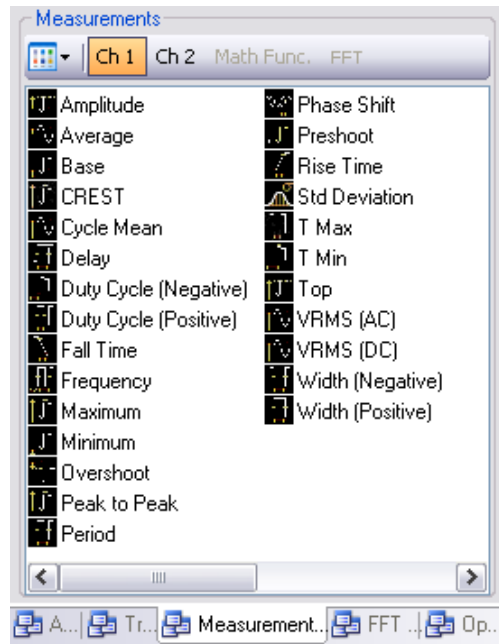 Measurements
Ch 1 Ch 2 Math Func. FFT
Amplitude
Average
Base
CREST
Cycle Mean
Delay
Duty Cycle (Negative)
Duty Cycle (Positive)
Fall Time
Frequency
Maximum
Minimum
Overshoot
Peak to Peak
Period
Phase Shift
Preshoot
Rise Time
Std Deviation
T Max
T Min
Top
VRMS (AC)
VRMS (DC)
Width (Negative)
Width (Positive)
A... Tr... Measurement... FFT ... Op...